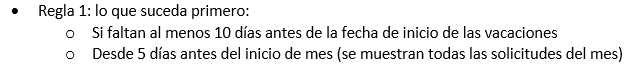 • Regla 1: lo que suceda primero:
o Si faltan al menos 10 días antes de la fecha de inicio de las vacaciones
o Desde 5 días antes del inicio de mes (se muestran todas las solicitudes del mes)